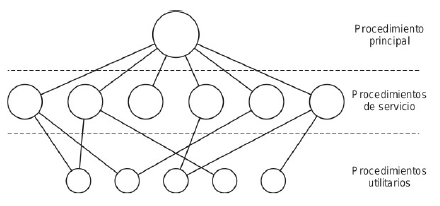 Procedimiento
principal
Procedimientos
de servicio
Procedimientos
utilitarios